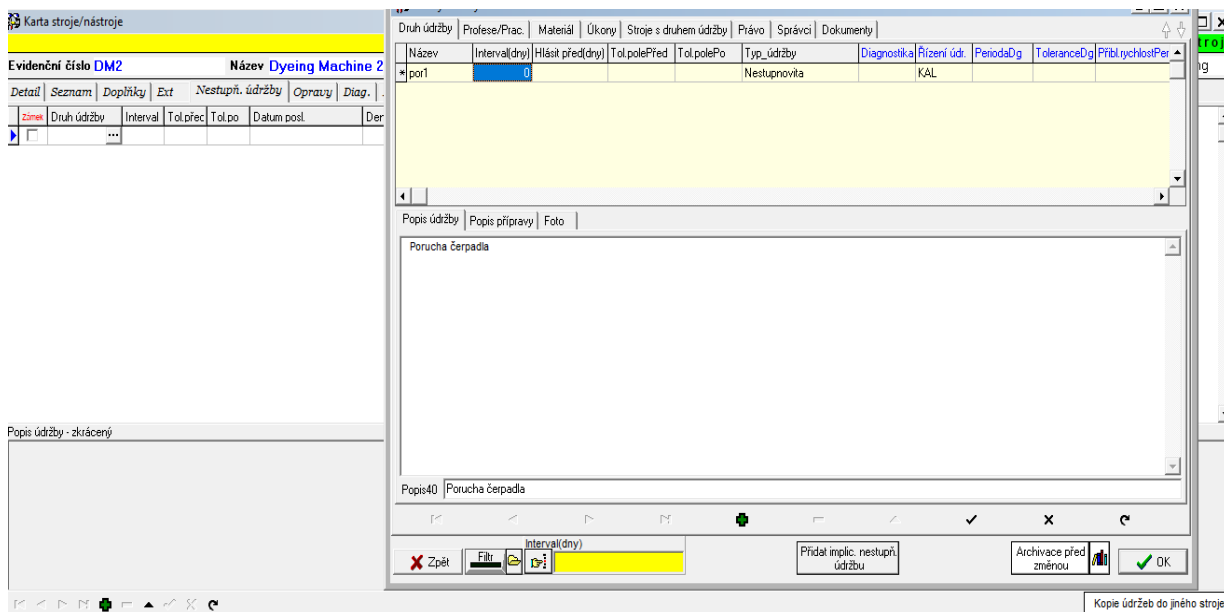 Karta stroje/nástroje
Evidenční číslo DM2 Název Dyeing Machine 2
Detail Seznam Doplňky Ext Nestupň. údržby Opravy Diag.
Zámek Druh údržby Interval Tol.přec Tol.po Datum posl. Der
...
Popis údržby - zkrácený
Druh údržby Profese/Prac. Materiál Úkony Stroje s druhem údržby Právo Správci Dokumenty
Název Interval(dny) Hlásit před(dny) Tol.polePřed Tol.polePo Typ_údržby Diagnostika Řízení údr. PeriodaDg ToleranceDg Přibl.rychlostPer
por1 0 Nestupnovita KAL
Popis údržby Popis přípravy Foto
Porucha čerpadla
Popis40 Porucha čerpadla
Interval(dny)
Zpět Filtr Přidat implic. nestupň. údržbu Archivace před změnou OK
Kopie údržeb do jiného stroje